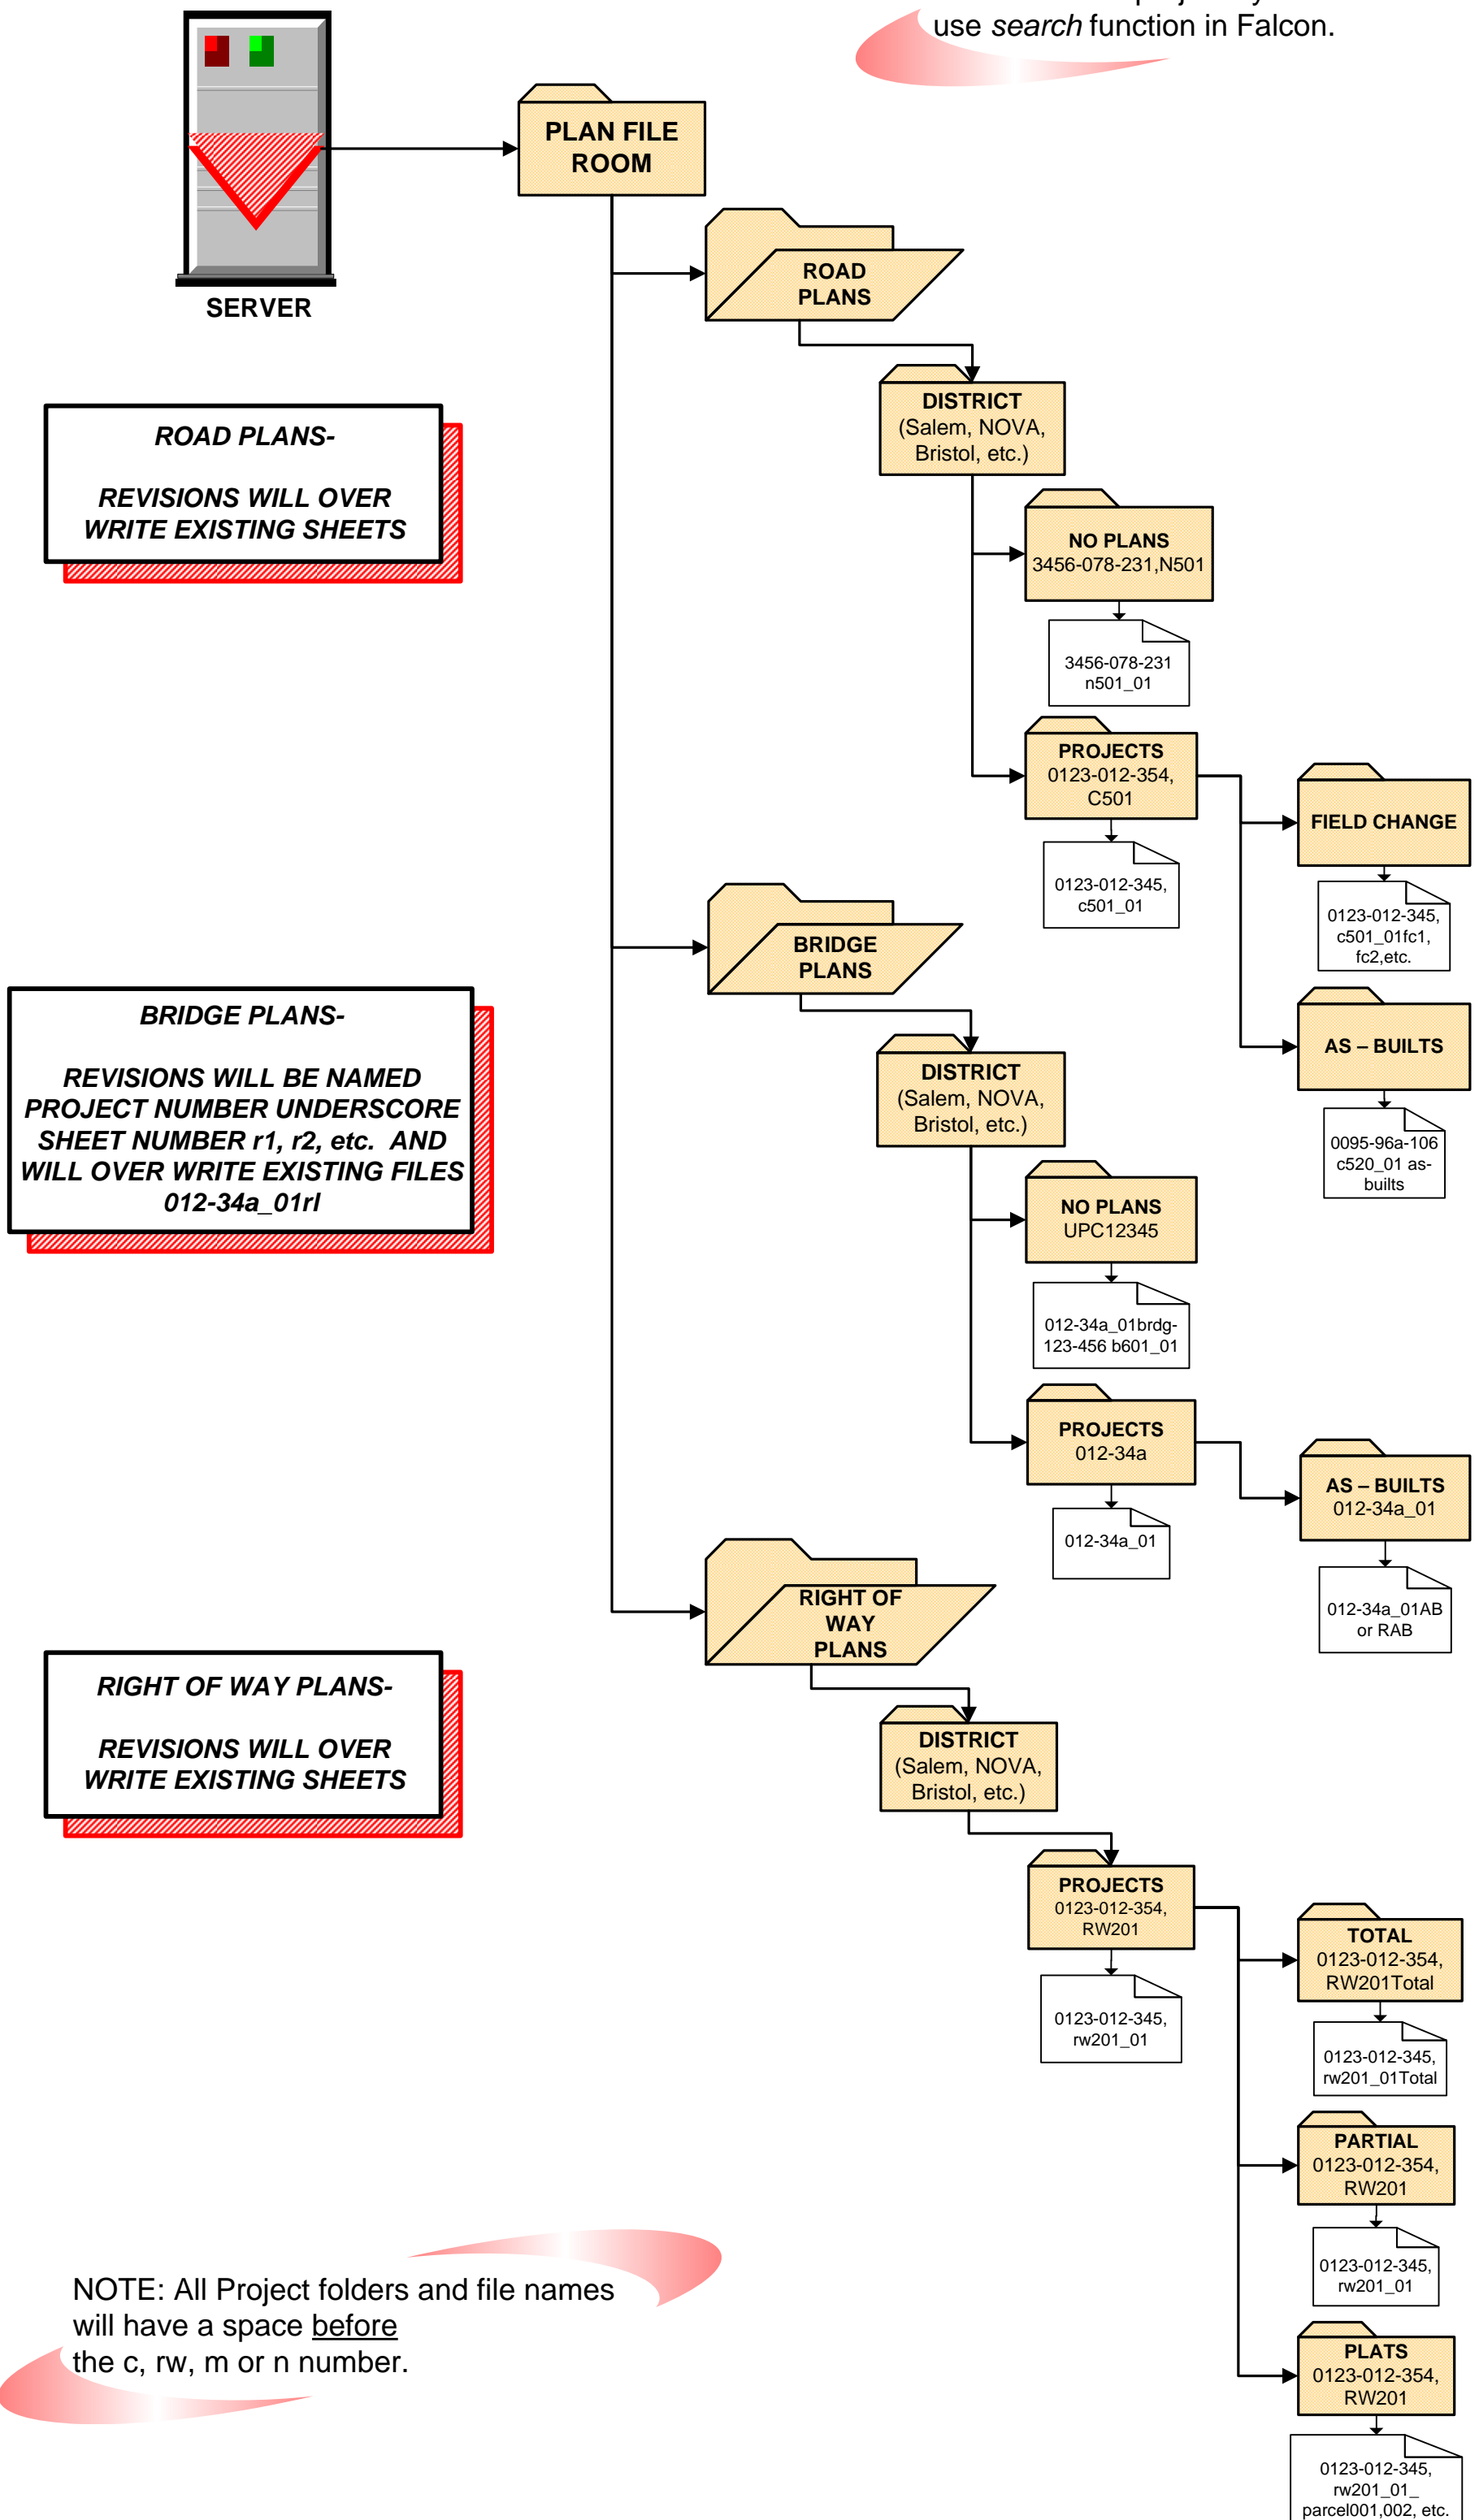 use search function in Falcon.
PLAN FILE
ROOM
SERVER
ROAD
PLANS
DISTRICT
(Salem, NOVA,
Bristol, etc.)
ROAD PLANS-
REVISIONS WILL OVER
WRITE EXISTING SHEETS
NO PLANS
3456-078-231,N501
3456-078-231
n501_01
PROJECTS
0123-012-354,
C501
0123-012-345,
c501_01
FIELD CHANGE
0123-012-345,
c501_01fc1,
fc2,etc.
AS – BUILTS
0095-96a-106
c520_01 as-
builts
BRIDGE
PLANS
BRIDGE PLANS-
REVISIONS WILL BE NAMED
PROJECT NUMBER UNDERSCORE
SHEET NUMBER r1, r2, etc.  AND
WILL OVER WRITE EXISTING FILES
012-34a_01rl
DISTRICT
(Salem, NOVA,
Bristol, etc.)
NO PLANS
UPC12345
012-34a_01brdg-
123-456 b601_01
PROJECTS
012-34a
012-34a_01
AS – BUILTS
012-34a_01
012-34a_01AB
or RAB
RIGHT OF
WAY
PLANS
RIGHT OF WAY PLANS-
REVISIONS WILL OVER
WRITE EXISTING SHEETS
DISTRICT
(Salem, NOVA,
Bristol, etc.)
PROJECTS
0123-012-354,
RW201
0123-012-345,
rw201_01
TOTAL
0123-012-354,
RW201Total
0123-012-345,
rw201_01Total
PARTIAL
0123-012-354,
RW201
0123-012-345,
rw201_01
PLATS
0123-012-354,
RW201
0123-012-345,
rw201_01_
parcel001,002, etc.
NOTE: All Project folders and file names
will have a space before
the c, rw, m or n number.